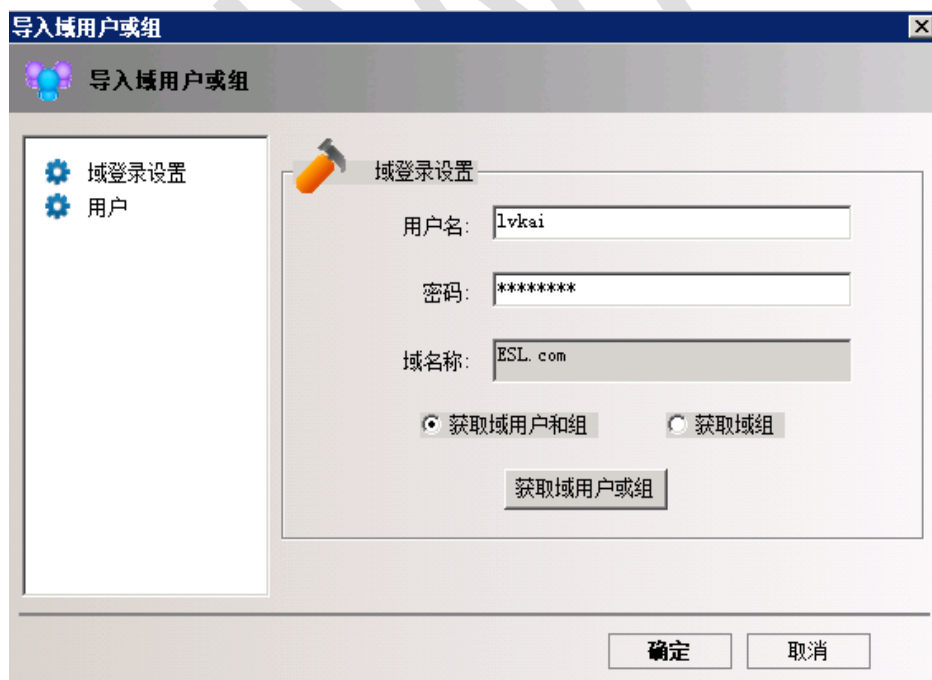 导入域用户或组
导入域用户或组
域登录设置
用户
域登录设置
用户名: lvkai
密码: ********
域名称: ESL.com
获取域用户和组 获取域组
获取域用户或组
确定 取消